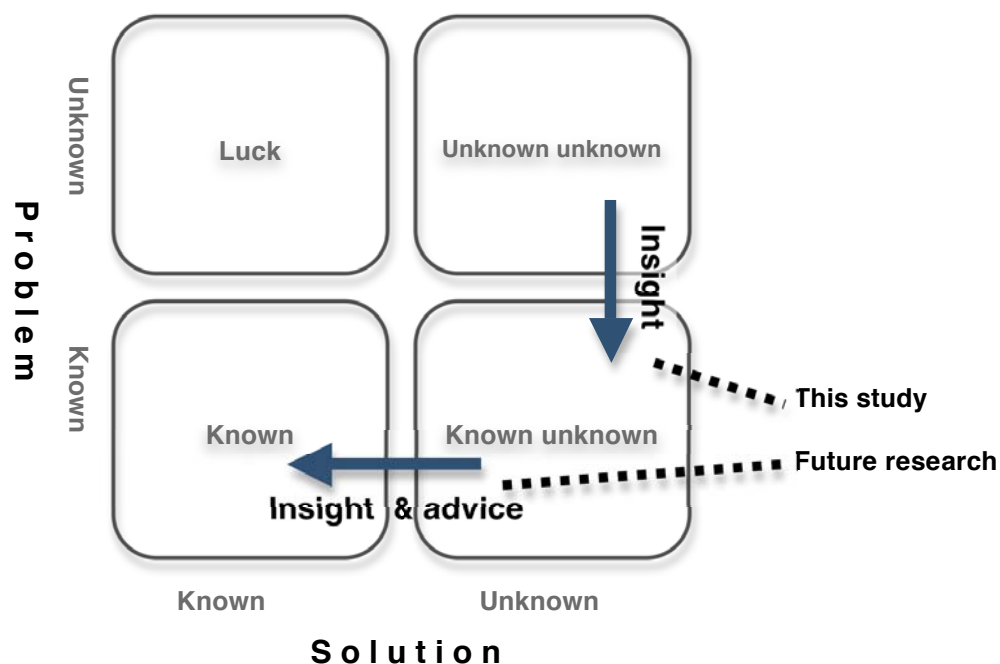 Unknown
Luck
Unknown unknown
Problem
Insight
Known
This study
Known
Known unknown
Future research
Insight & advice
Known
Unknown
Solution